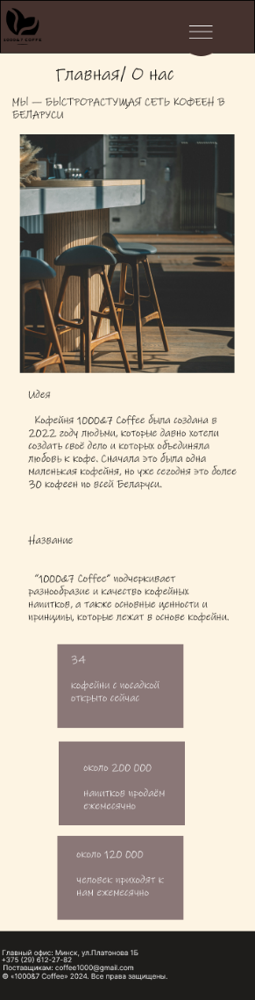 1000&7 COFFE
Главная/ О нас
МЫ — БЫСТРОРАСТУЩАЯ СЕТЬ КОФЕЕН В
БЕЛАРУСИ
Идея
Кофейня 1000&7 Coffee была создана в
2022 году людьми, которые давно хотели
создать своё дело и которых объединяла
любовь к кофе. Сначала это была одна
маленькая кофейня, но уже сегодня это более
30 кофеен по всей Беларуси.
Название
“1000&7 Coffee” подчеркивает
разнообразие и качество кофейных
напитков, а также основные ценности и
принципы, которые лежат в основе кофейни.
34
кофейни с посадкой
открыто сейчас
около 200 000
напитков продаём
ежемесячно
около 120 000
человек приходят к
нам ежемесячно
Главный офис: Минск, ул.Платонова 1Б
+375 (29) 612-27-82
Поставщикам: coffee1000@gmail.com
© «1000&7 Coffee» 2024. Все права защищены.